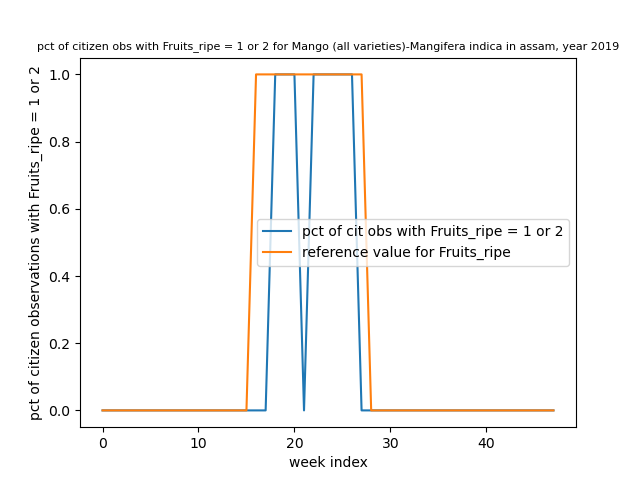 pct of citizen obs with Fruits_ripe = 1 or 2 for Mango (all varieties)-Mangifera indica in assam, year 2019
pct of citizen observations with Fruits_ripe = 1 or 2
1.0
0.8
0.6
0.4
0.2
0.0
pct of cit obs with Fruits_ripe = 1 or 2
reference value for Fruits_ripe
0 10 20 30 40
week index